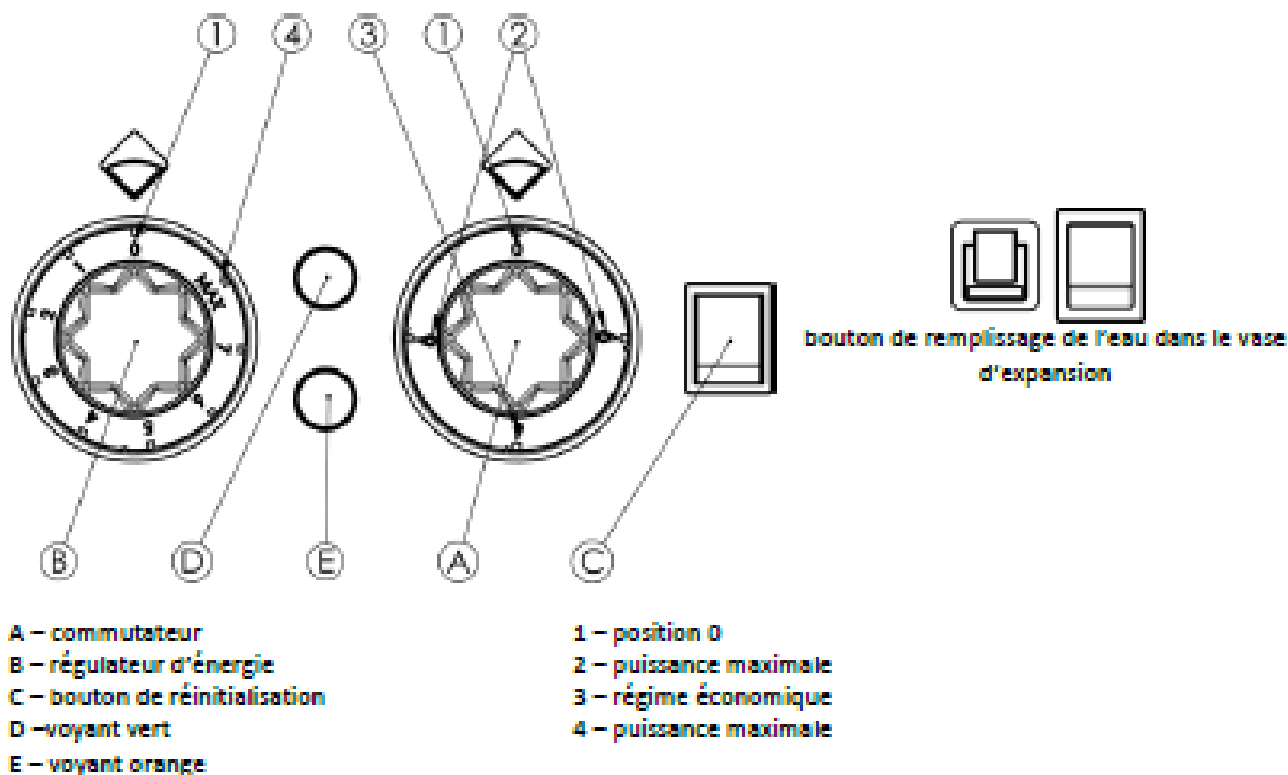 1 4 3 1 2
0 0
MAX
bouton de remplissage de l'eau dans le vase
d'expansion
B D E A C
A – commutateur
B – régulateur d'énergie
C – bouton de réinitialisation
D –voyant vert
E – voyant orange
1 – position 0
2 – puissance maximale
3 – régime économique
4 – puissance maximale